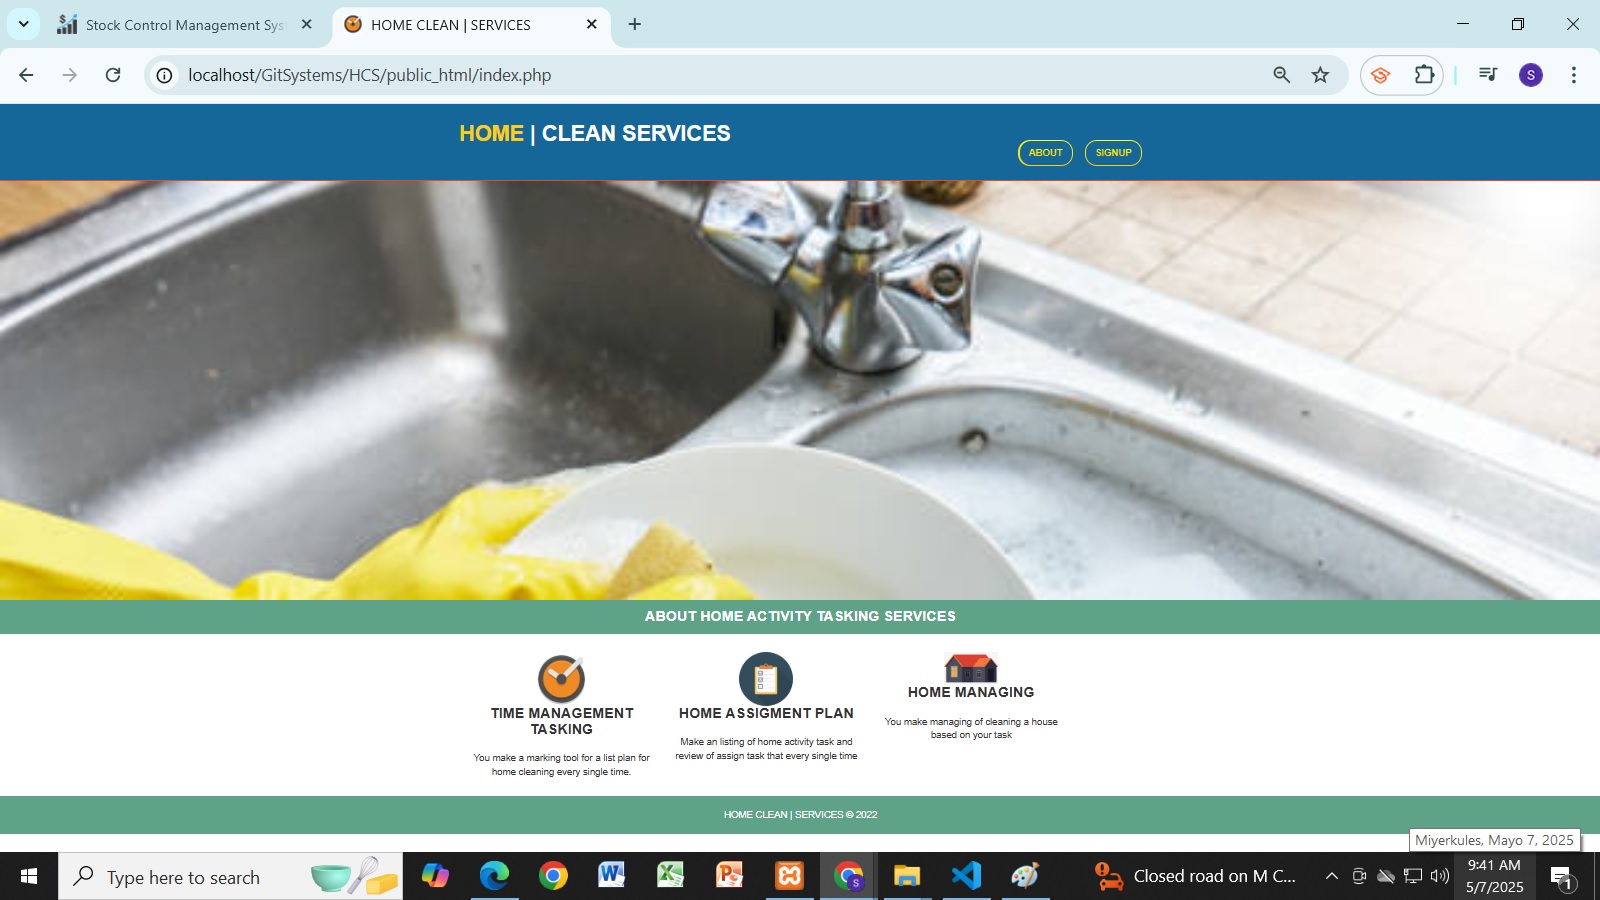 Stock Control Management Sys
HOME CLEAN | SERVICES
localhost/GitSystems/HCS/public_html/index.php
S
HOME | CLEAN SERVICES
ABOUT
SIGNUP
ABOUT HOME ACTIVITY TASKING SERVICES
TIME MANAGEMENT
TASKING
You make a marking tool for a list plan for
home cleaning every single time.
HOME ASSIGMENT PLAN
Make an listing of home activity task and
review of assign task that every single time
HOME MANAGING
You make managing of cleaning a house
based on your task
HOME CLEAN | SERVICES © 2022
Miyerkules, Mayo 7, 2025
Type here to search
Closed road on M C...
9:41 AM
5/7/2025
1